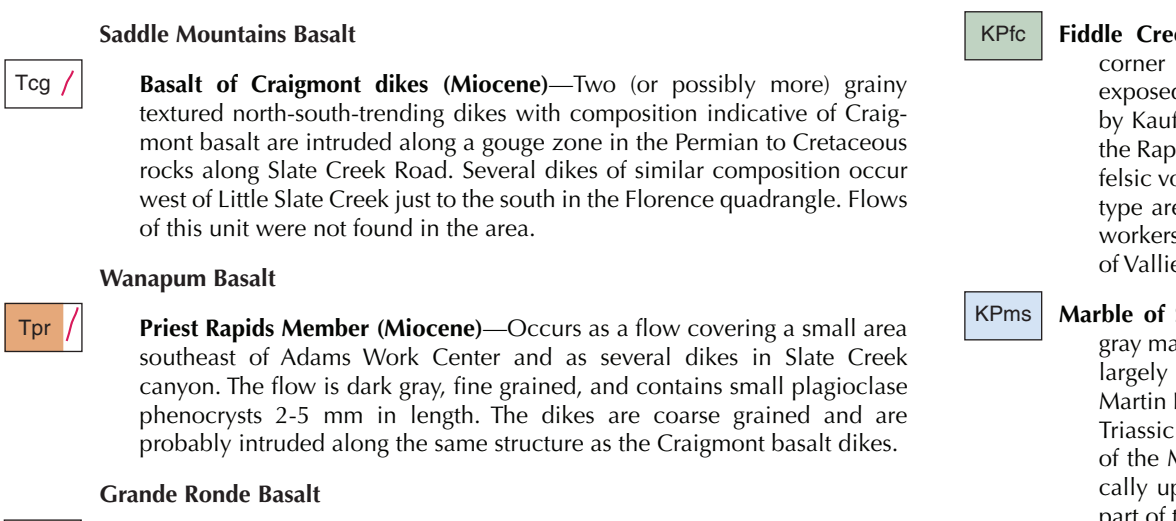 Saddle Mountains Basalt
Tcg
Basalt of Craigmont dikes (Miocene)—Two (or possibly more) grainy
textured north-south-trending dikes with composition indicative of Craig-
mont basalt are intruded along a gouge zone in the Permian to Cretaceous
rocks along Slate Creek Road. Several dikes of similar composition occur
west of Little Slate Creek just to the south in the Florence quadrangle. Flows
of this unit were not found in the area.
Wanapum Basalt
Tpr
Priest Rapids Member (Miocene)—Occurs as a flow covering a small area
southeast of Adams Work Center and as several dikes in Slate Creek
canyon. The flow is dark gray, fine grained, and contains small plagioclase
phenocrysts 2-5 mm in length. The dikes are coarse grained and are
probably intruded along the same structure as the Craigmont basalt dikes.
Grande Ronde Basalt
KPfc
Fiddle
corner
exposed
by
the
felsic
type
workers
of
KPms
Marble of
gray
largely
Martin
Triassic
of the
cally
part of